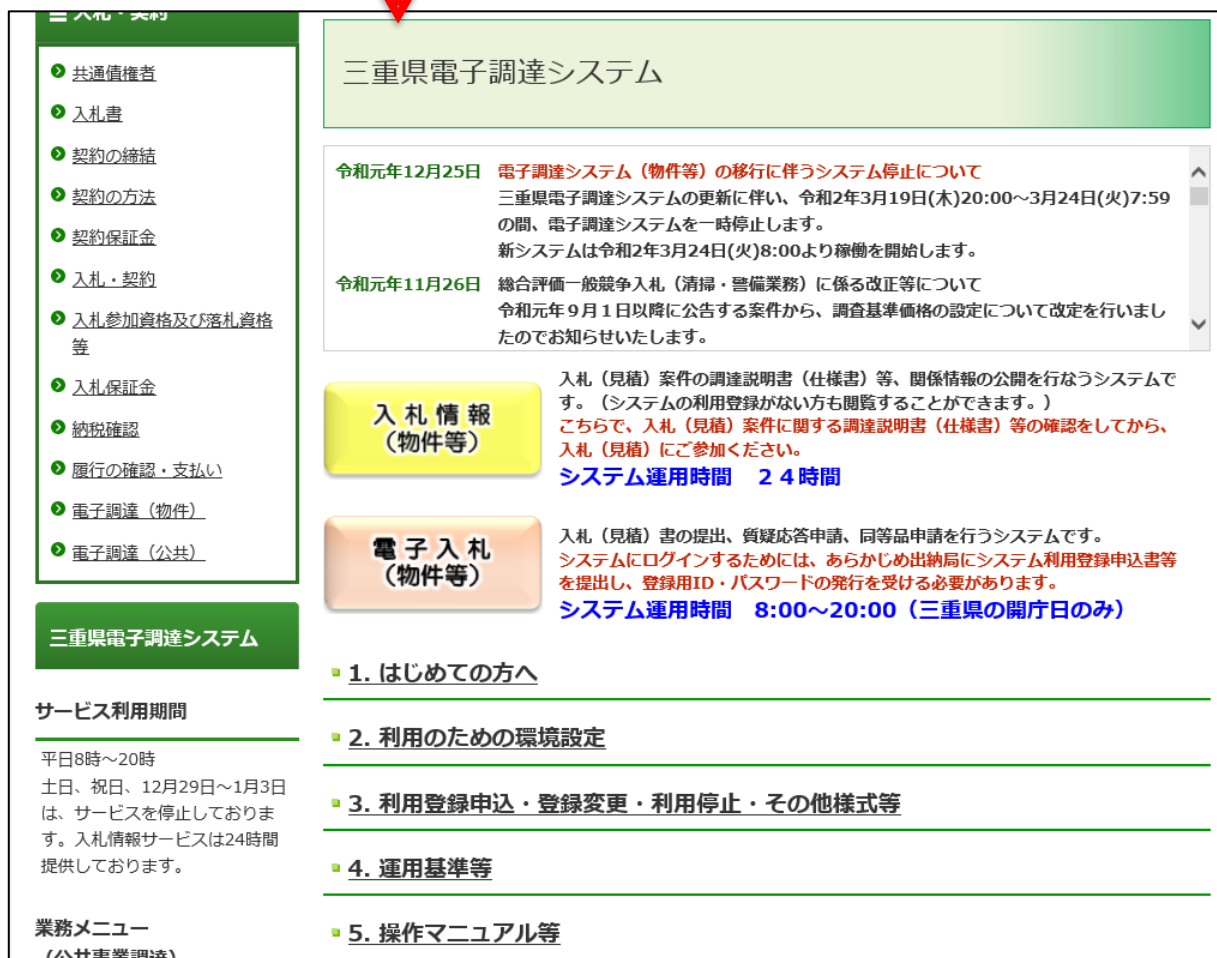 三 入札・契約
共通債権者
入札書
契約の締結
契約の方法
契約保証金
入札・契約
入札参加資格及び落札資格
等
入札保証金
納税確認
履行の確認・支払い
電子調達（物件）
電子調達（公共）
三重県電子調達システム
サービス利用期間
平日8時～20時
土日、祝日、12月29日～1月3日
は、サービスを停止しておりま
す。入札情報サービスは24時間
提供しております。
業務メニュー
（公共事業調達）
三重県電子調達システム
令和元年12月25日 電子調達システム（物件等）の移行に伴うシステム停止について
三重県電子調達システムの更新に伴い、令和2年3月19日(木)20:00～3月24日(火)7:59
の間、電子調達システムを一時停止します。
新システムは令和2年3月24日(火)8:00より稼働を開始します。
令和元年11月26日 総合評価一般競争入札（清掃・警備業務）に係る改正等について
令和元年９月１日以降に公告する案件から、調査基準価格の設定について改定を行いまし
たのでお知らせいたします。
入札情報
（物件等）
入札（見積）案件の調達説明書（仕様書）等、関係情報の公開を行なうシステムで
す。（システムの利用登録がない方も閲覧することができます。）
こちらで、入札（見積）案件に関する調達説明書（仕様書）等の確認をしてから、
入札（見積）にご参加ください。
システム運用時間　２４時間
電子入札
（物件等）
入札（見積）書の提出、質疑応答申請、同等品申請を行うシステムです。
システムにログインするためには、あらかじめ出納局にシステム利用登録申込書等
を提出し、登録用ID・パスワードの発行を受ける必要があります。
システム運用時間　8:00～20:00（三重県の開庁日のみ）
1. はじめての方へ
2. 利用のための環境設定
3. 利用登録申込・登録変更・利用停止・その他様式等
4. 運用基準等
5. 操作マニュアル等